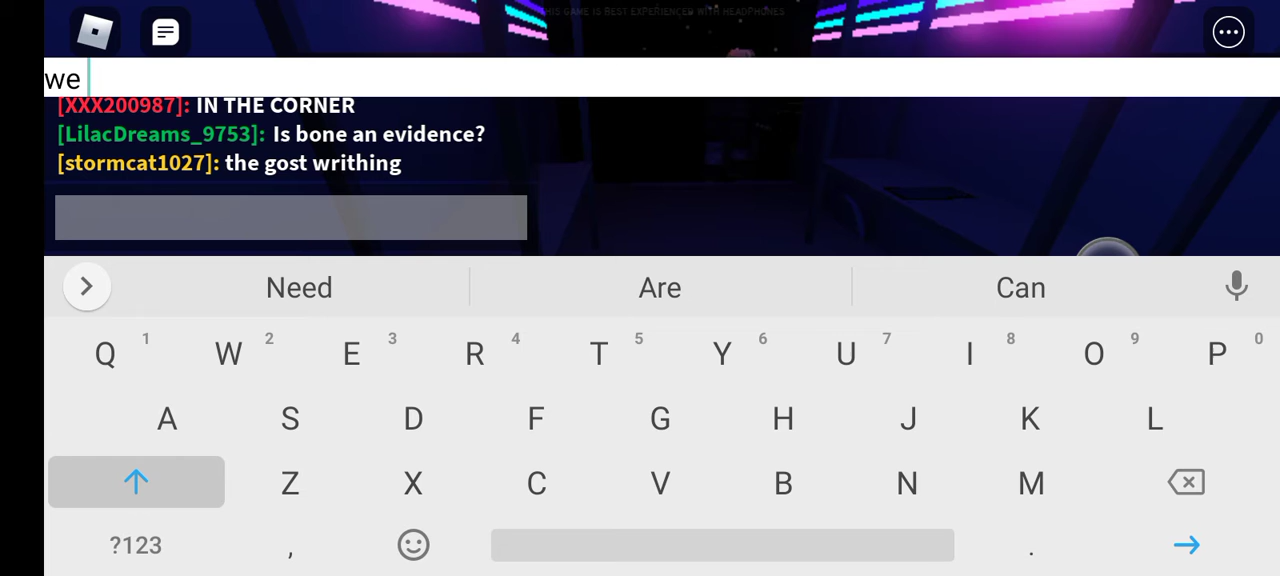 THIS GAME IS BEST EXPERIENCED WITH HEADPHONES
we
[XXX200987]: IN THE CORNER
[LilacDreams_9753]: Is bone an evidence?
[stormcat1027]: the gost writhing
Need Are Can
Q 1 W 2 E 3 R 4 T 5 Y 6 U 7 I 8 O 9 P 0
A S D F G H J K L
Z X C V B N M
?123 , .